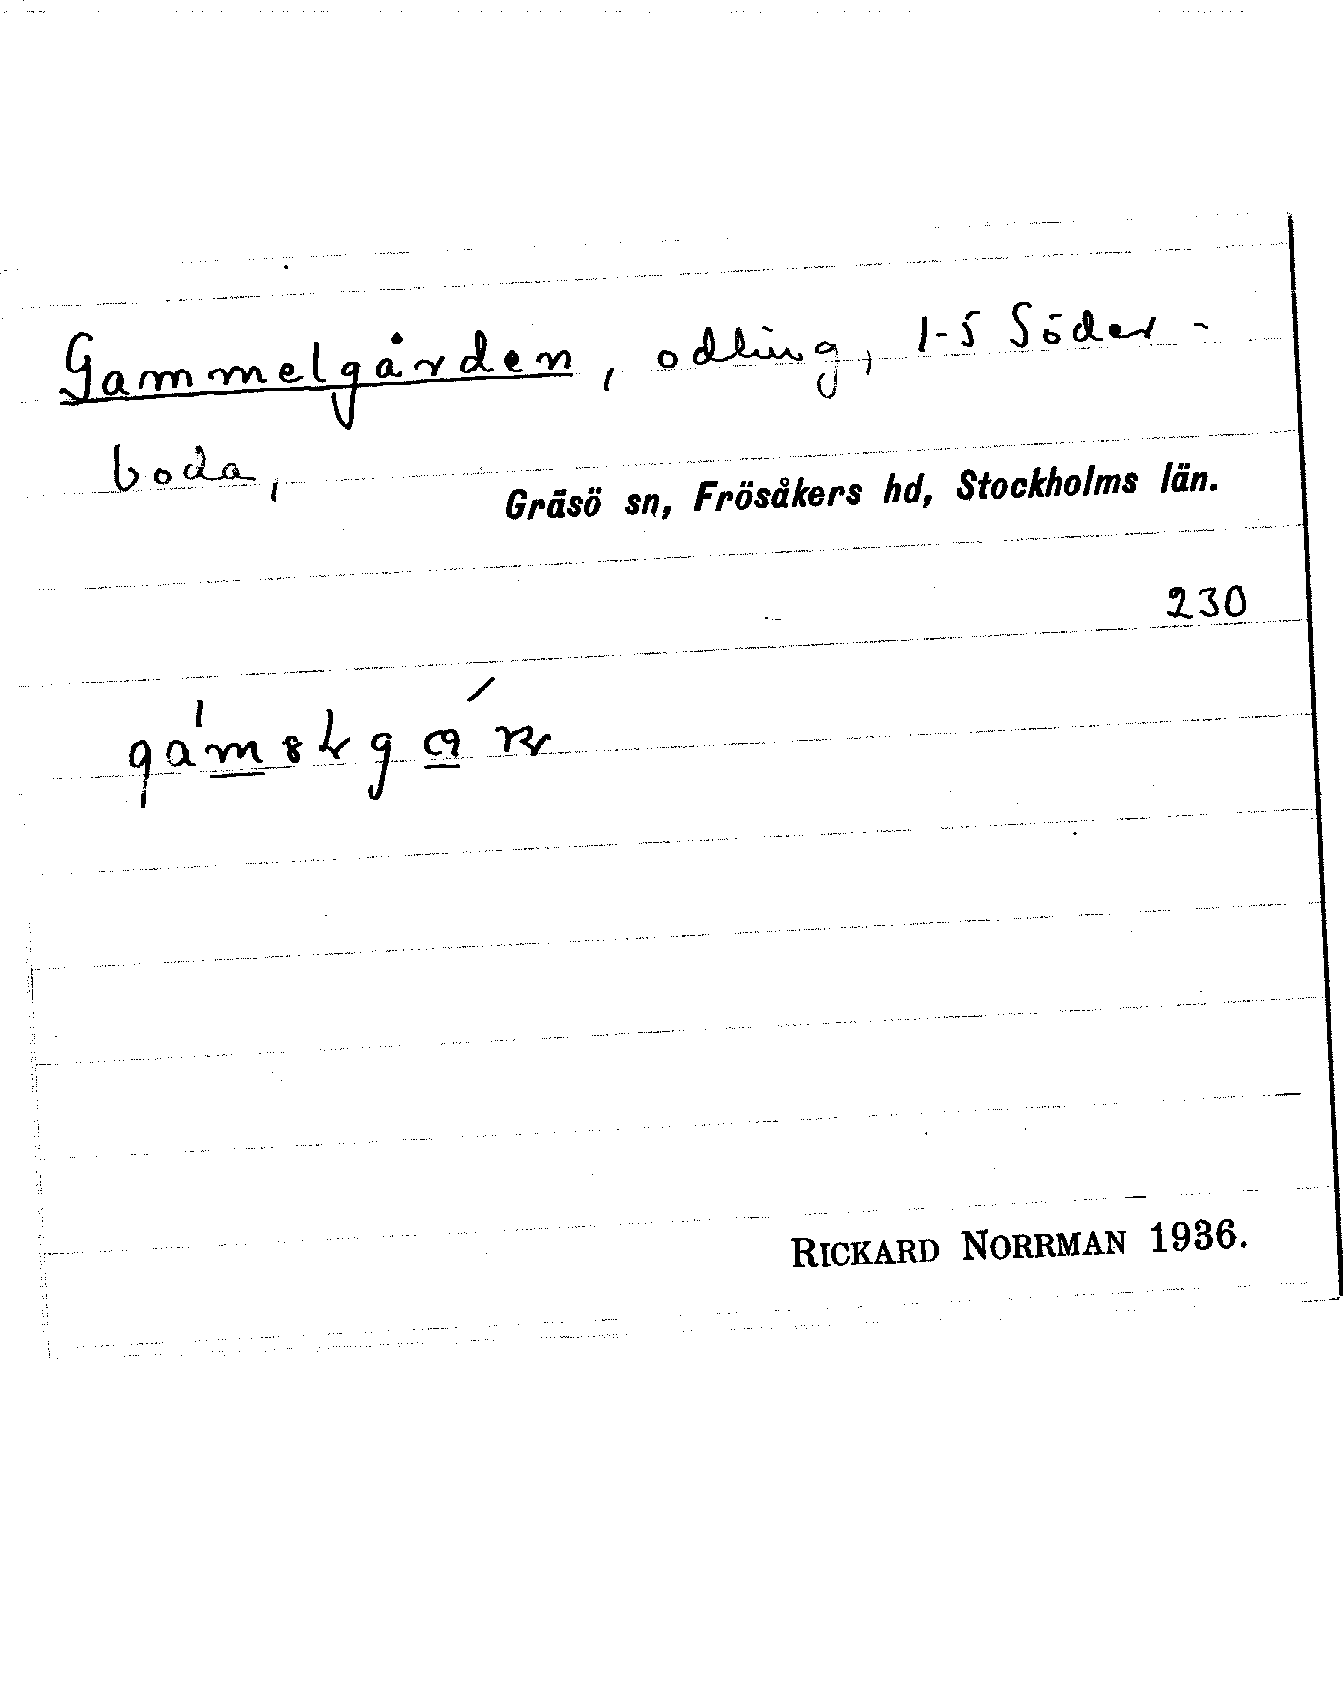 Gammelgården, odling, 1-5 Söder-
boda,
Gräsö sn, Frösåkers hd, Stockholms län.
230
RICKARD NORRMAN 1936.